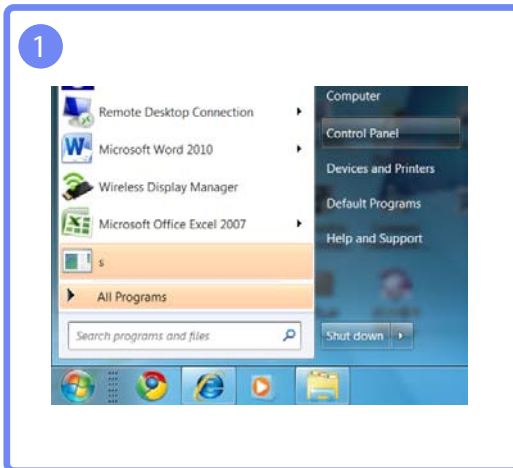 1
Remote Desktop Connection
Microsoft Word 2010
Wireless Display Manager
Microsoft Office Excel 2007
s
All Programs
Search programs and files
Computer
Control Panel
Devices and Printers
Default Programs
Help and Support
Shut down